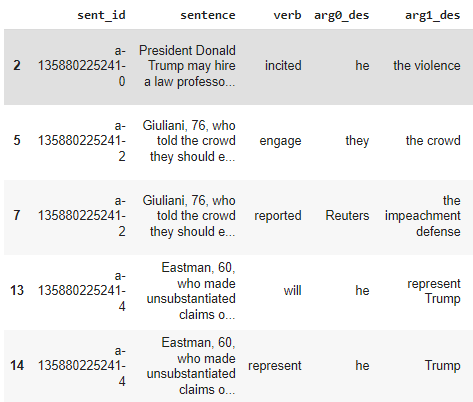 sent_id sentence verb arg0_des arg1_des
2 a-135880225241-0 President Donald Trump may hire a law professo... incited he the violence
5 a-135880225241-2 Giuliani, 76, who told the crowd they should e... engage they the crowd
7 a-135880225241-2 Giuliani, 76, who told the crowd they should e... reported Reuters the impeachment defense
13 a-135880225241-4 Eastman, 60, who made unsubstantiated claims o... will he represent Trump
14 a-135880225241-4 Eastman, 60, who made unsubstantiated claims o... represent he Trump